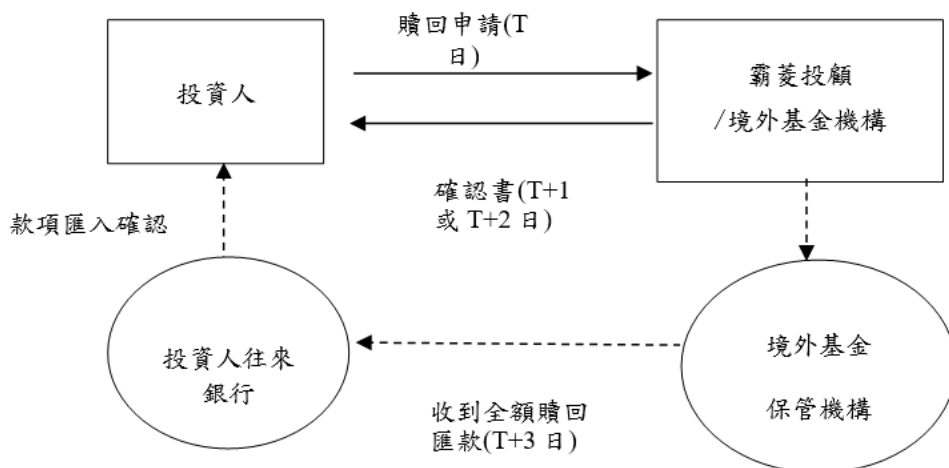 贖回申請(T
日)
投資人
霸菱投顧
/境外基金機構
確認書(T+1
或 T+2 日)
款項匯入確認
投資人往來
銀行
境外基金
保管機構
收到全額贖回
匯款(T+3 日)